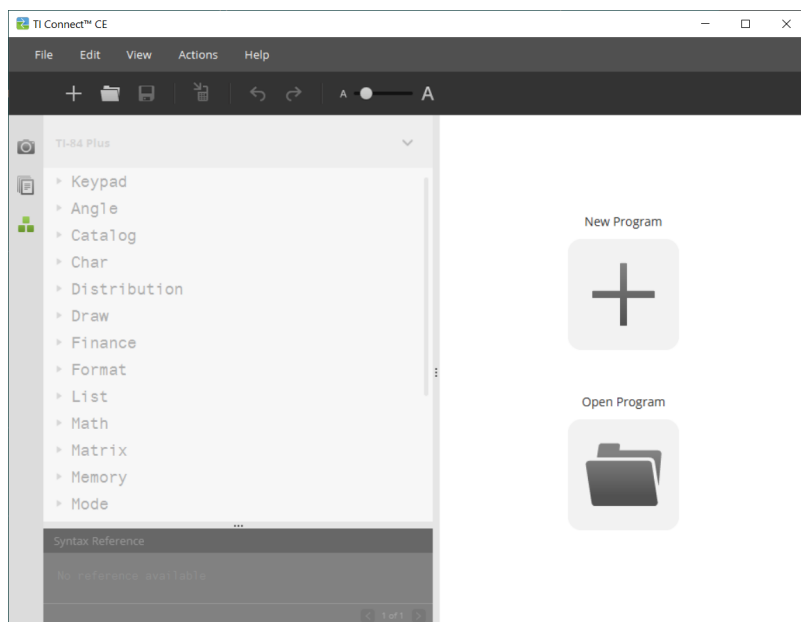 TI Connect™ CE
File Edit View Actions Help
A A
TI-84 Plus
Keypad
Angle
Catalog
Char
Distribution
Draw
Finance
Format
List
Math
Matrix
Memory
Mode
Syntax Reference
No reference available
1 of 1
New Program
Open Program